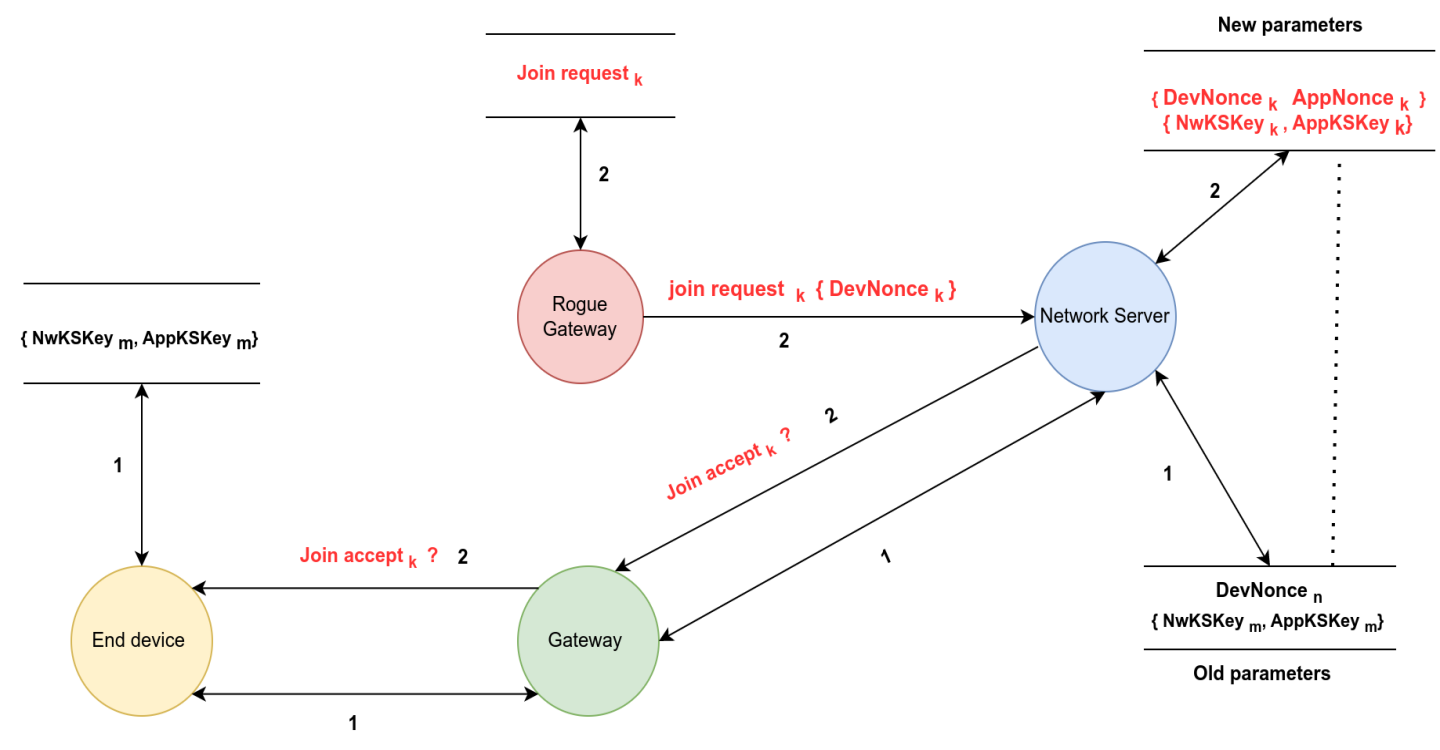 New parameters
Join request k
{ DevNonce k AppNonce k }
{ NwKSKey k , AppKSKey k}
2
2
Rogue
Gateway
join request k { DevNonce k }
2
Network Server
{ NwKSKey m, AppKSKey m}
1
Join accept k ?
2
1
1
Join accept k ? 2
End device
Gateway
1
DevNonce n
{ NwKSKey m, AppKSKey m}
Old parameters